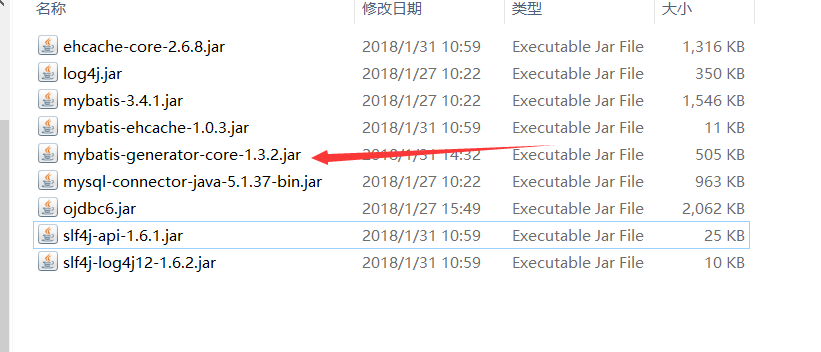 名称 修改日期 类型 大小
ehcache-core-2.6.8.jar 2018/1/31 10:59 Executable Jar File 1,316 KB
log4j.jar 2018/1/27 10:22 Executable Jar File 350 KB
mybatis-3.4.1.jar 2018/1/27 10:22 Executable Jar File 1,546 KB
mybatis-ehcache-1.0.3.jar 2018/1/31 10:59 Executable Jar File 11 KB
mybatis-generator-core-1.3.2.jar 2018/1/31 14:32 Executable Jar File 505 KB
mysql-connector-java-5.1.37-bin.jar 2018/1/27 10:22 Executable Jar File 963 KB
ojdbc6.jar 2018/1/27 15:49 Executable Jar File 2,062 KB
slf4j-api-1.6.1.jar 2018/1/31 10:59 Executable Jar File 25 KB
slf4j-log4j12-1.6.2.jar 2018/1/31 10:59 Executable Jar File 10 KB